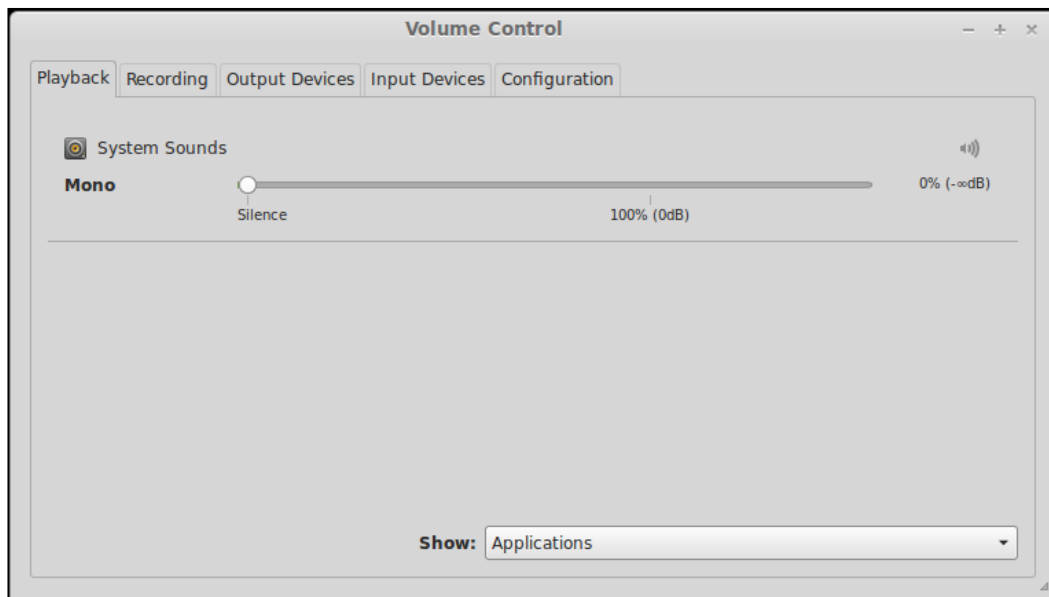 Volume Control
Playback Recording Output Devices Input Devices Configuration
System Sounds
Mono 0% (-∞dB)
Silence 100% (0dB)
Show: Applications